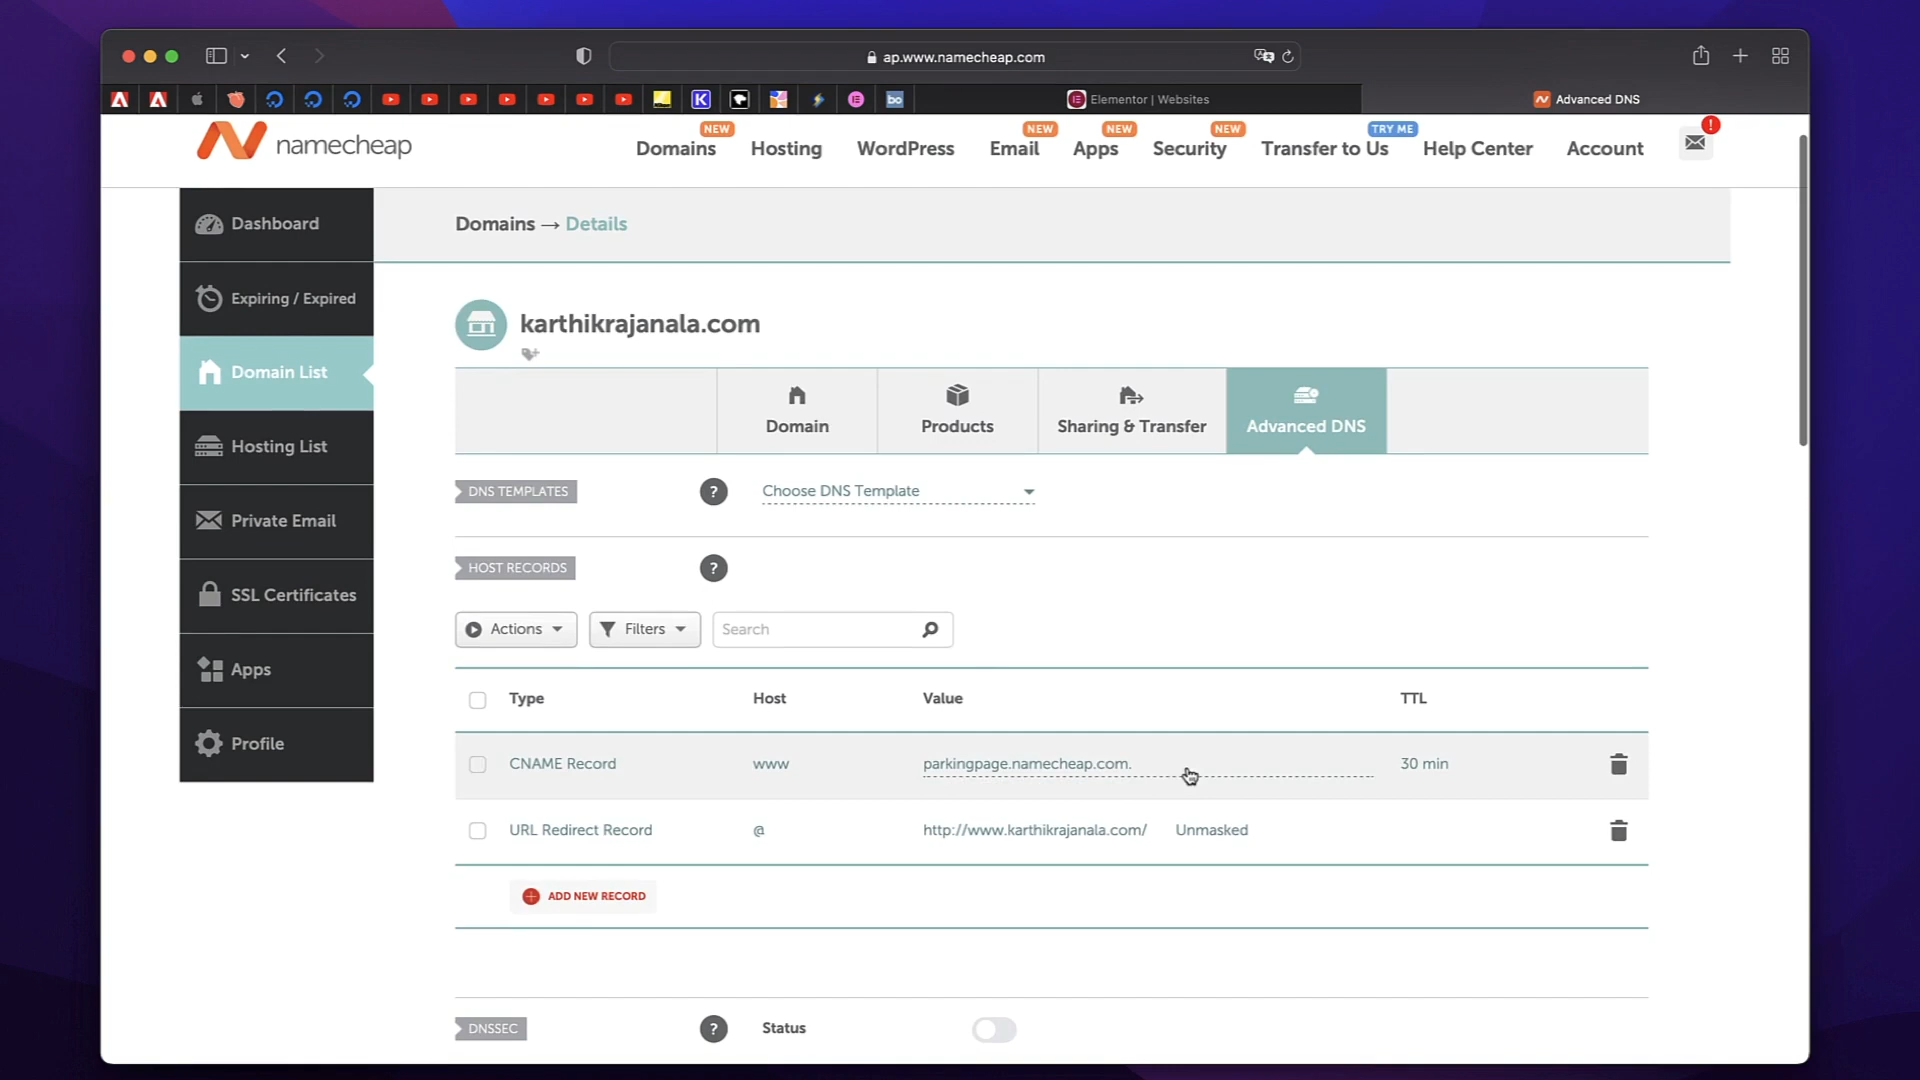 ap.www.namecheap.com
Elementor | Websites
Advanced DNS
namecheap
NEW
NEW
NEW
NEW
TRY ME
!
Domains
Hosting
WordPress
Email
Apps
Security
Transfer to Us
Help Center
Account
Dashboard
Expiring / Expired
Domain List
Hosting List
Private Email
SSL Certificates
Apps
Profile
Domains → Details
karthikrajanala.com
Domain
Products
Sharing & Transfer
Advanced DNS
DNS TEMPLATES
?
Choose DNS Template
HOST RECORDS
?
Actions
Filters
Search
Type Host Value TTL
CNAME Record www parkingpage.namecheap.com. 30 min
URL Redirect Record @ http://www.karthikrajanala.com/ Unmasked
ADD NEW RECORD
DNSSEC
?
Status
K
bo